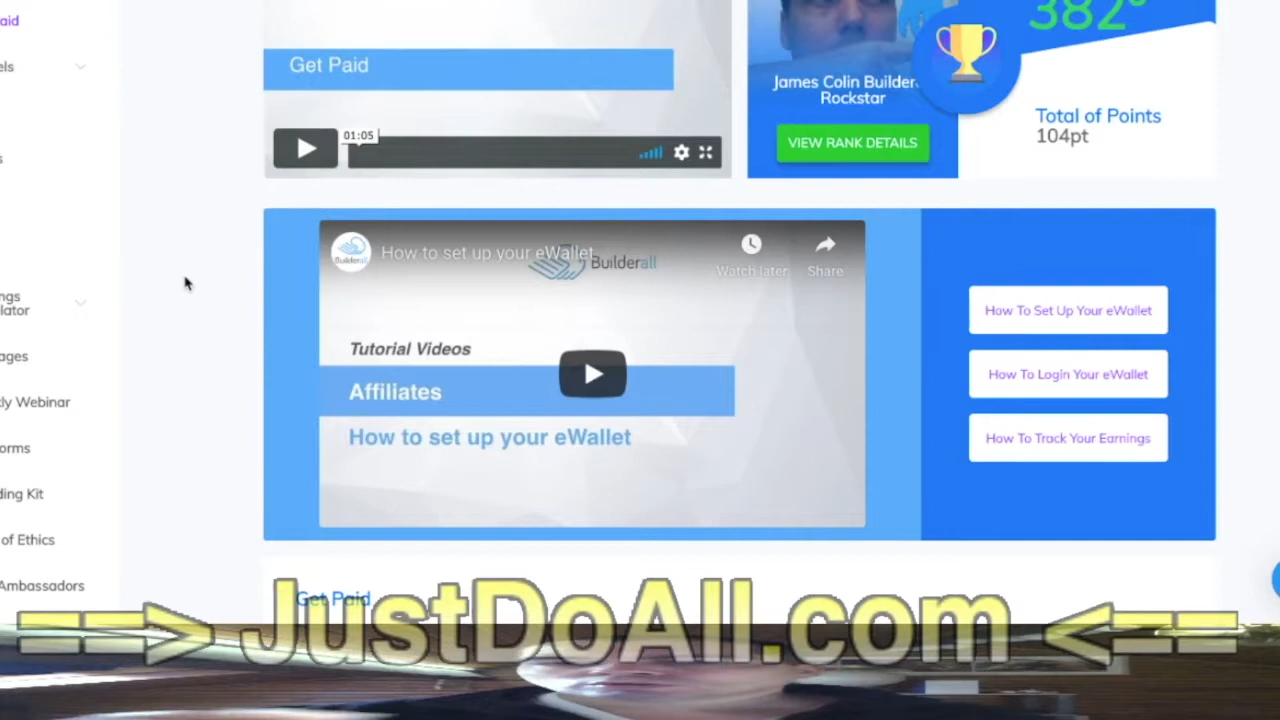 aid
els
s
ngs
lator
ages
ly Webinar
orms
ding Kit
of Ethics
Ambassadors
Get Paid
01:05
James Colin Builder
Rockstar
VIEW RANK DETAILS
382°
Total of Points
104pt
Builderall
How to set up your eWallet
Builderall
Watch later
Share
Tutorial Videos
Affiliates
How to set up your eWallet
How To Set Up Your eWallet
How To Login Your eWallet
How To Track Your Earnings
Get Paid
==> JustDoAll.com <==